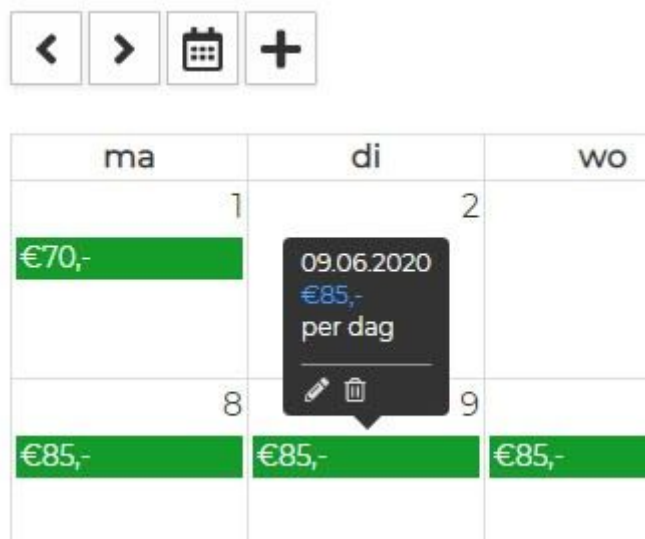 ma di wo
1 2
€70,-
09.06.2020
€85,-
per dag
8 9
€85,- €85,- €85,-